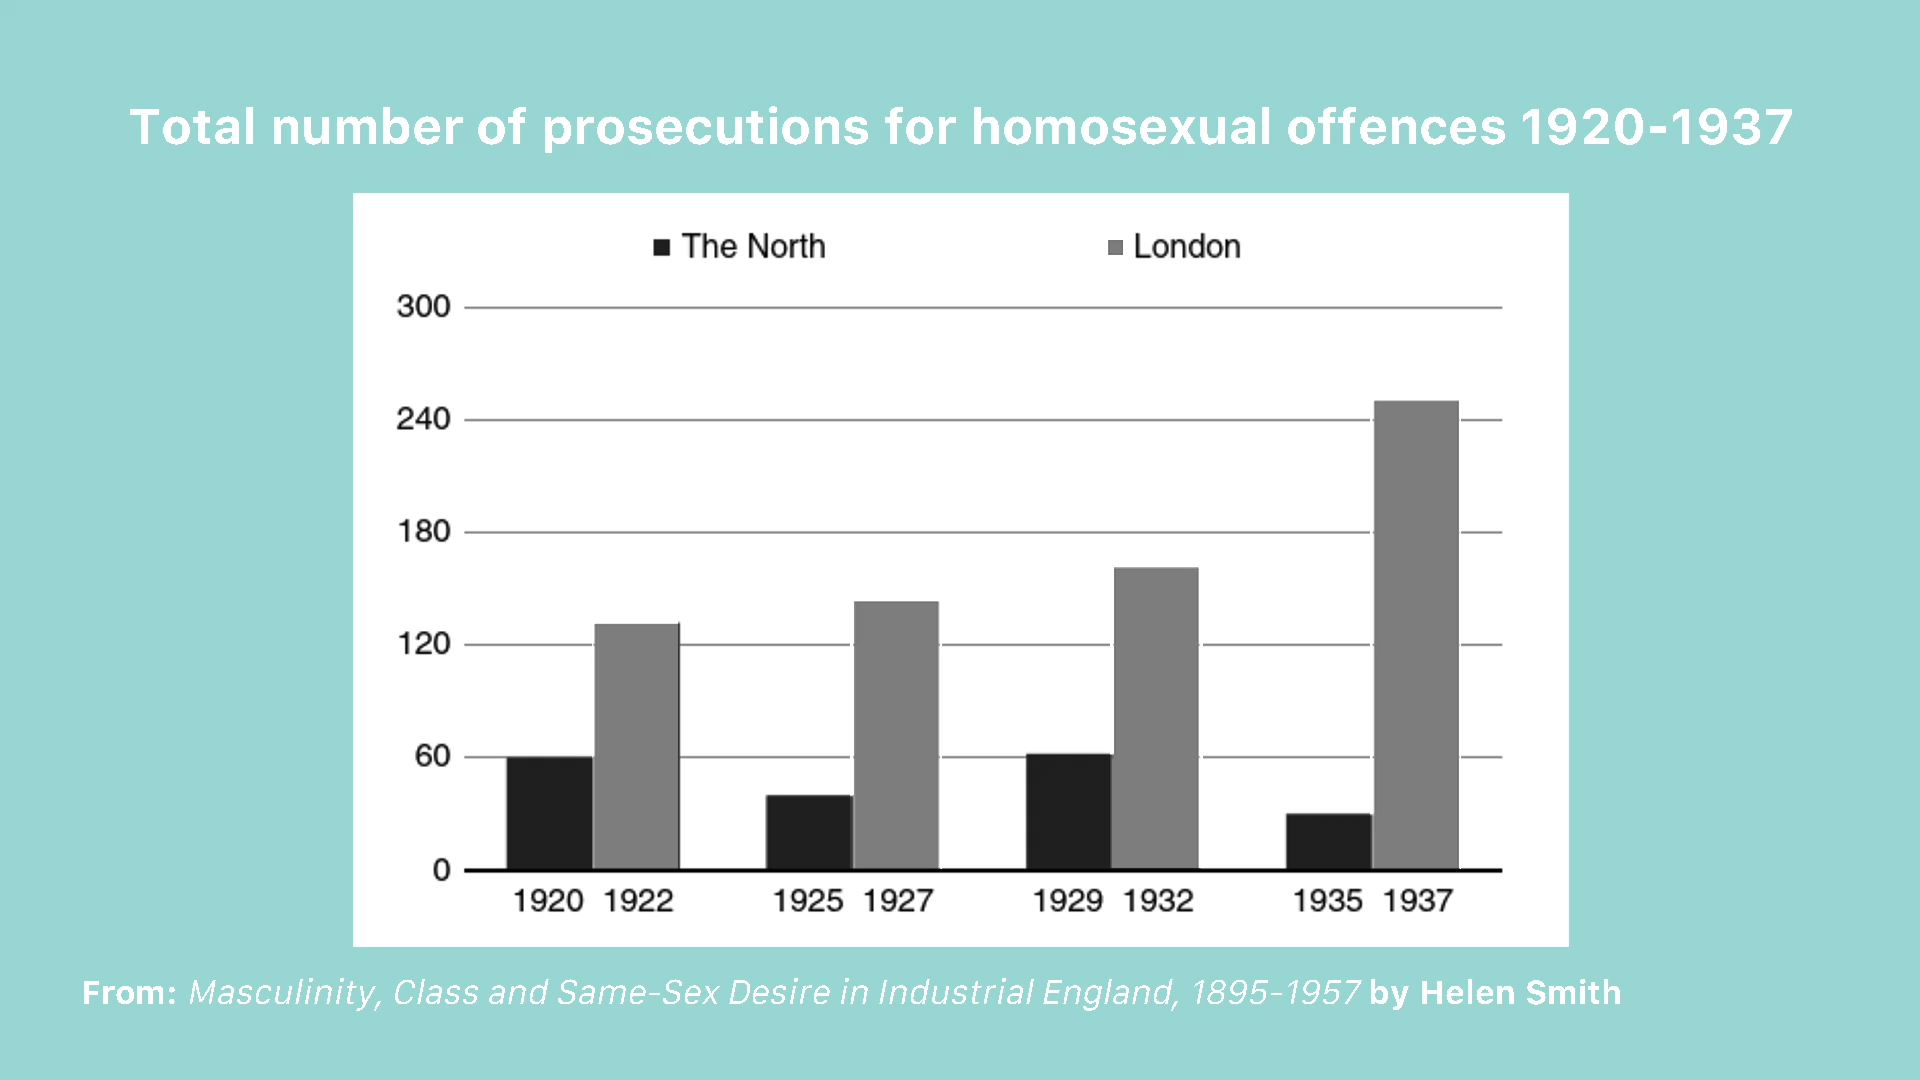 Total number of prosecutions for homosexual offences 1920-1937
The North London
300
240
180
120
60
0
1920 1922 1925 1927 1929 1932 1935 1937
From: Masculinity, Class and Same-Sex Desire in Industrial England, 1895-1957 by Helen Smith